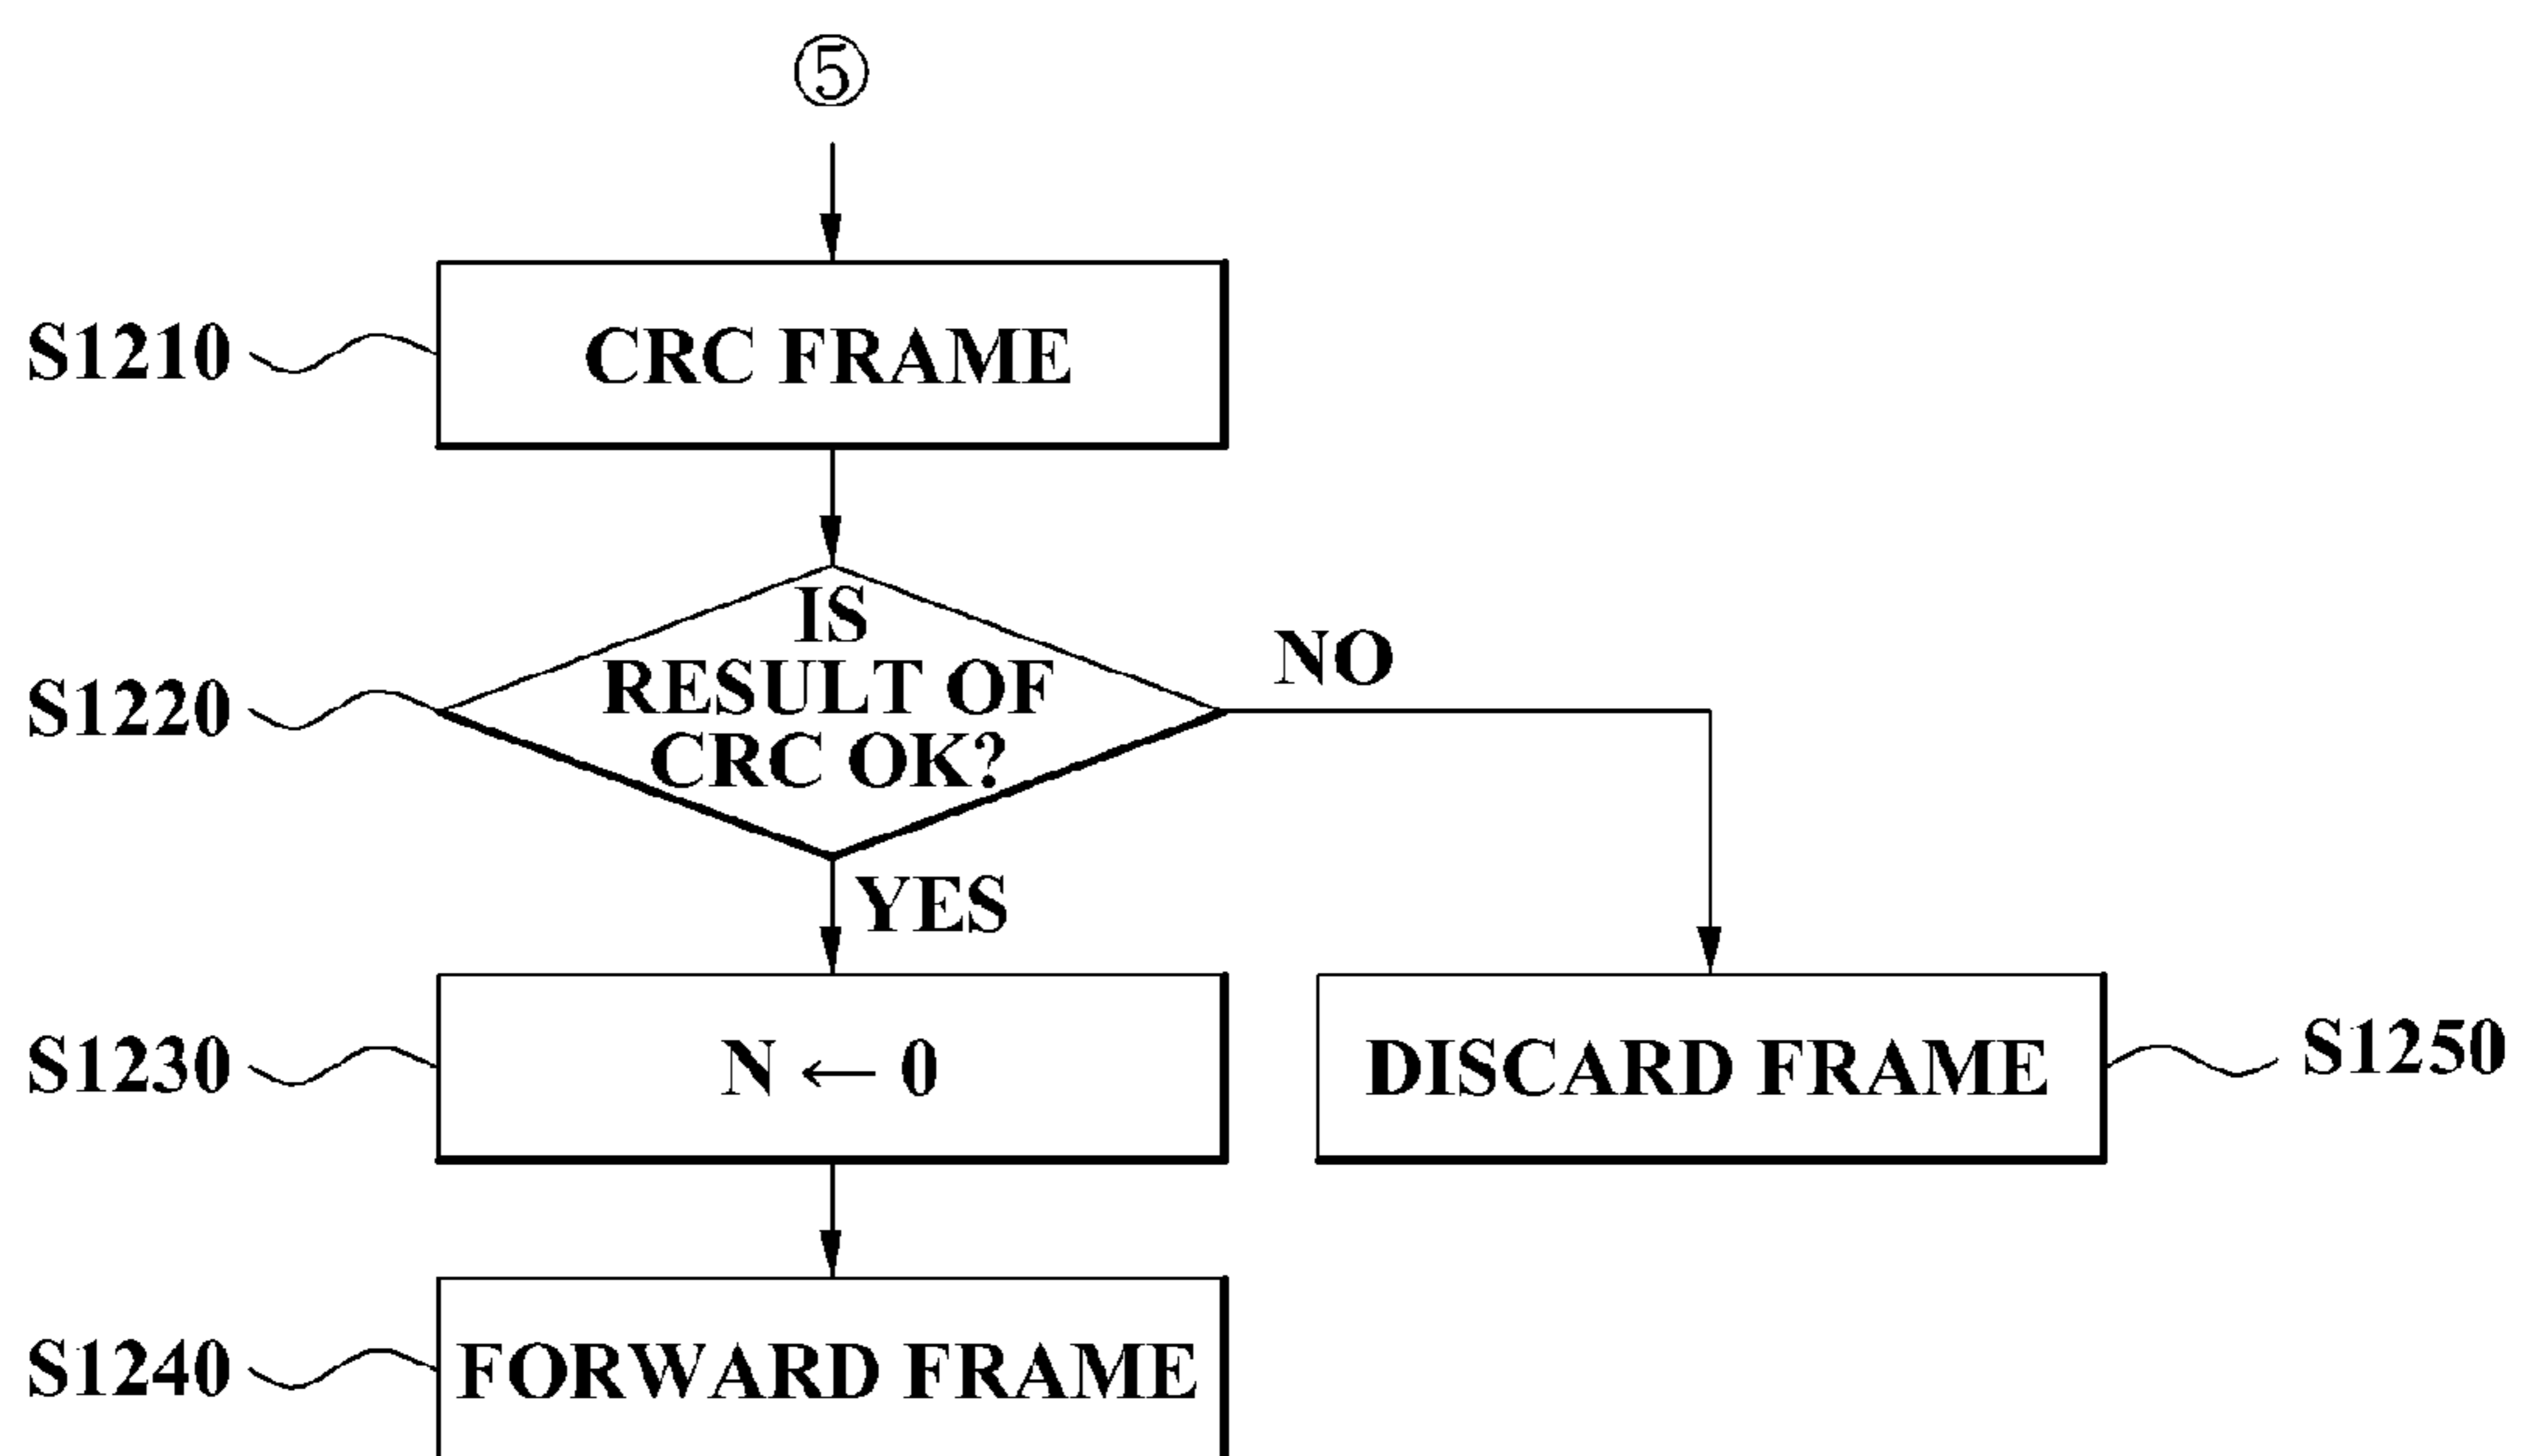 ⑤
S1210
CRC FRAME
S1220
IS
RESULT OF
CRC OK?
NO
YES
S1230
N ← 0
DISCARD FRAME
S1250
S1240
FORWARD FRAME